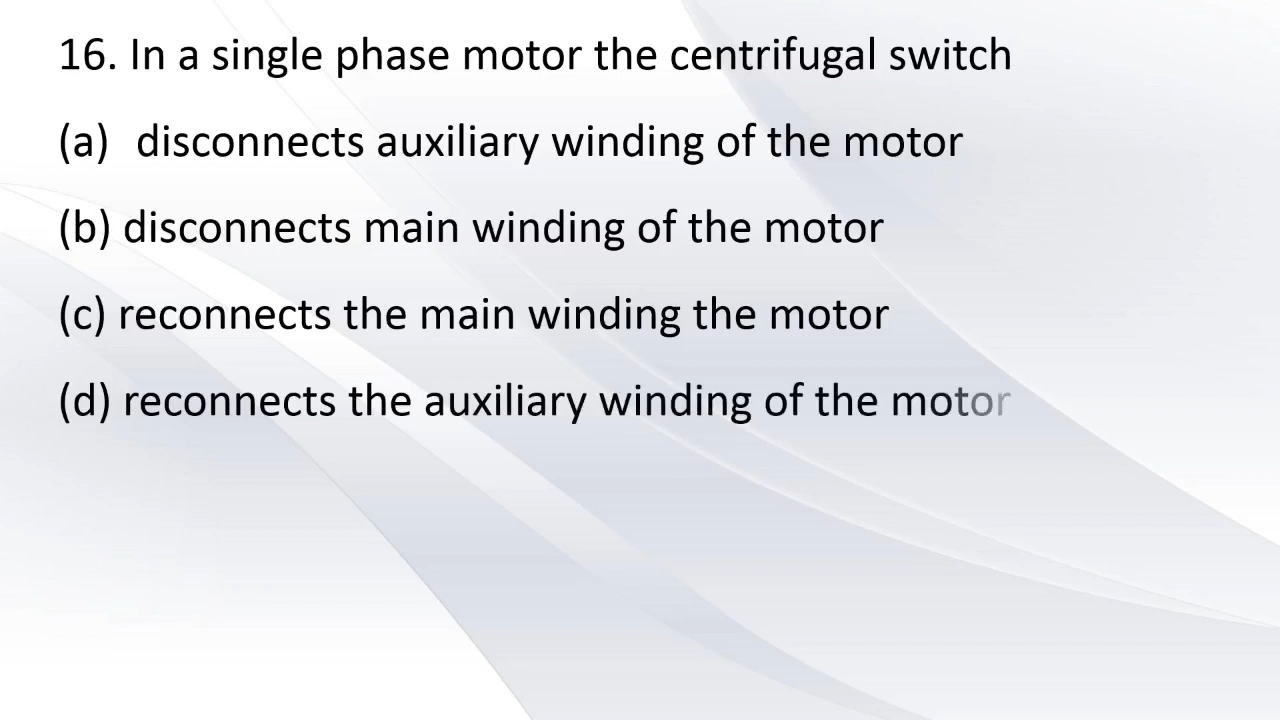 16. In a single phase motor the centrifugal switch
(a) disconnects auxiliary winding of the motor
(b) disconnects main winding of the motor
(c) reconnects the main winding the motor
(d) reconnects the auxiliary winding of the motor